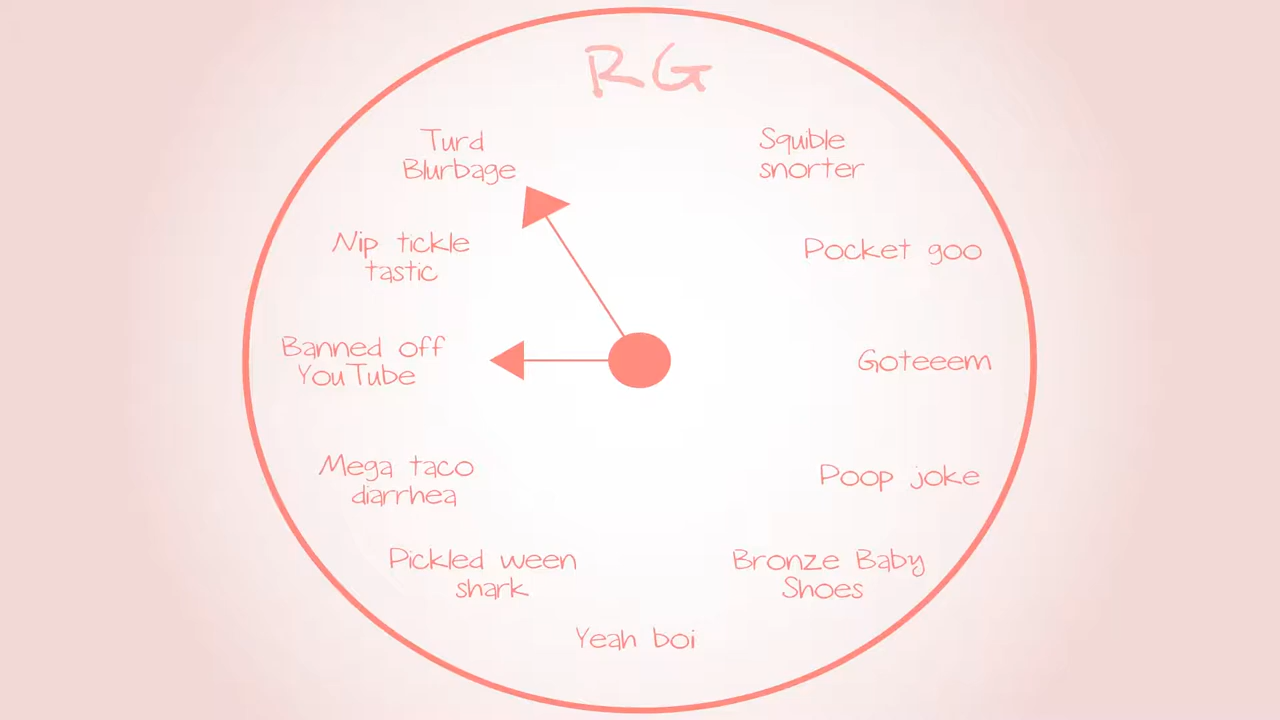 RG
Turd
Blurbage
Squible
snorter
Nip tickle
tastic
Pocket goo
Banned off
YouTube
Goteeem
Mega taco
diarrhea
Poop joke
Pickled ween
shark
Bronze Baby
Shoes
Yeah boi